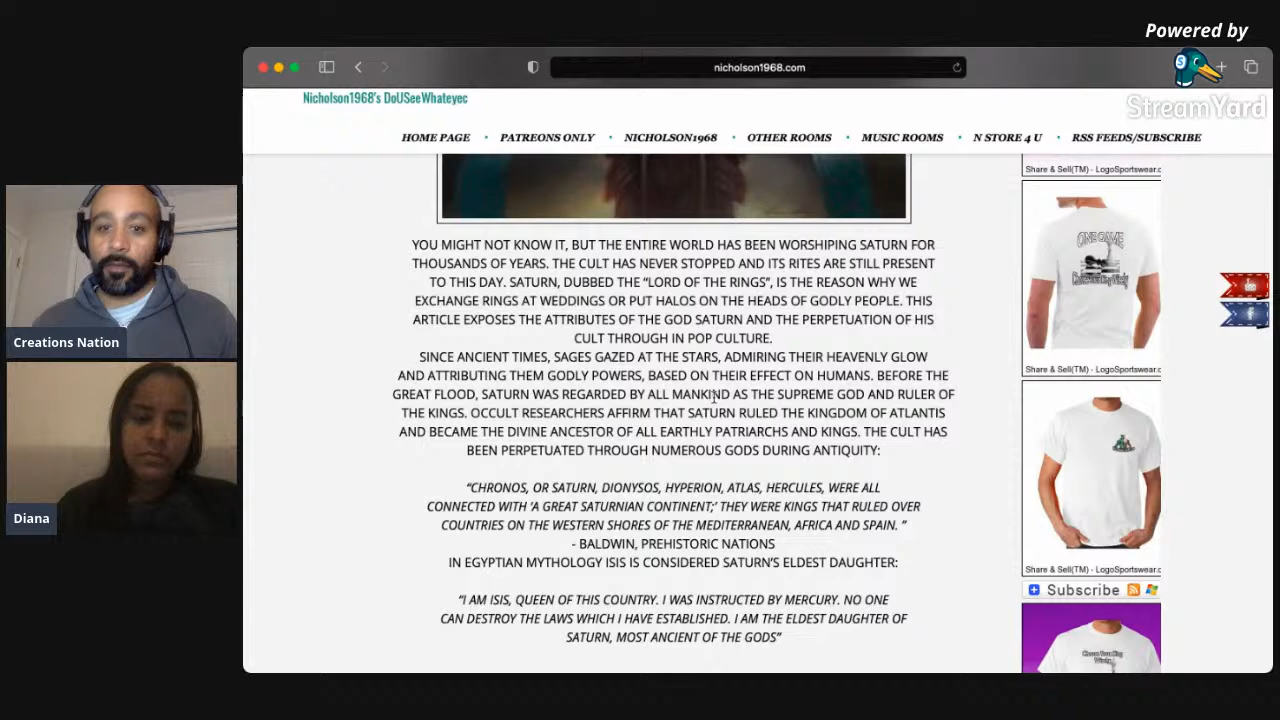 Powered by
StreamYard
nicholson1968.com
Nicholson1968's DoUSeeWhateyec
HOME PAGE • PATREONS ONLY • NICHOLSON1968 • OTHER ROOMS • MUSIC ROOMS • N STORE 4 U • RSS FEEDS/SUBSCRIBE
YOU MIGHT NOT KNOW IT, BUT THE ENTIRE WORLD HAS BEEN WORSHIPING SATURN FOR
THOUSANDS OF YEARS. THE CULT HAS NEVER STOPPED AND ITS RITES ARE STILL PRESENT
TO THIS DAY. SATURN, DUBBED THE “LORD OF THE RINGS”, IS THE REASON WHY WE
EXCHANGE RINGS AT WEDDINGS OR PUT HALOS ON THE HEADS OF GODLY PEOPLE. THIS
ARTICLE EXPOSES THE ATTRIBUTES OF THE GOD SATURN AND THE PERPETUATION OF HIS
CULT THROUGH IN POP CULTURE.
SINCE ANCIENT TIMES, SAGES GAZED AT THE STARS, ADMIRING THEIR HEAVENLY GLOW
AND ATTRIBUTING THEM GODLY POWERS, BASED ON THEIR EFFECT ON HUMANS. BEFORE THE
GREAT FLOOD, SATURN WAS REGARDED BY ALL MANKIND AS THE SUPREME GOD AND RULER OF
THE KINGS. OCCULT RESEARCHERS AFFIRM THAT SATURN RULED THE KINGDOM OF ATLANTIS
AND BECAME THE DIVINE ANCESTOR OF ALL EARTHLY PATRIARCHS AND KINGS. THE CULT HAS
BEEN PERPETUATED THROUGH NUMEROUS GODS DURING ANTIQUITY:
“CHRONOS, OR SATURN, DIONYSOS, HYPERION, ATLAS, HERCULES, WERE ALL
CONNECTED WITH ‘A GREAT SATURNIAN CONTINENT;’ THEY WERE KINGS THAT RULED OVER
COUNTRIES ON THE WESTERN SHORES OF THE MEDITERRANEAN, AFRICA AND SPAIN. ”
- BALDWIN, PREHISTORIC NATIONS
IN EGYPTIAN MYTHOLOGY ISIS IS CONSIDERED SATURN’S ELDEST DAUGHTER:
“I AM ISIS, QUEEN OF THIS COUNTRY. I WAS INSTRUCTED BY MERCURY. NO ONE
CAN DESTROY THE LAWS WHICH I HAVE ESTABLISHED. I AM THE ELDEST DAUGHTER OF
SATURN, MOST ANCIENT OF THE GODS”
Share & Sell(TM) - LogoSportswear.c
ONE GAME
Share & Sell(TM) - LogoSportswear.c
Share & Sell(TM) - LogoSportswear.c
Subscribe
Creations Nation
Diana